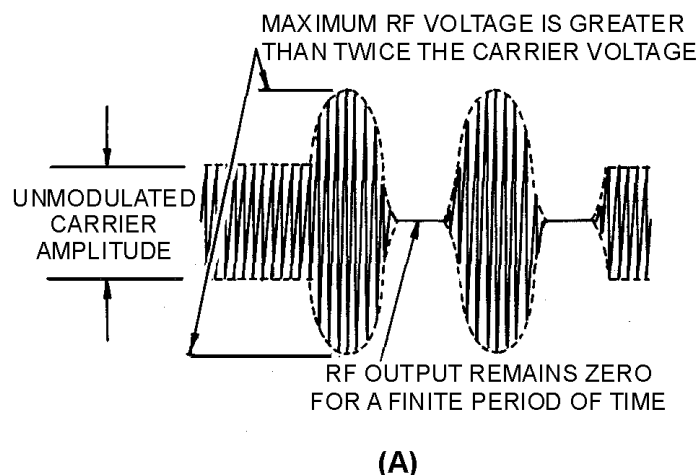 MAXIMUM RF VOLTAGE IS GREATER
THAN TWICE THE CARRIER VOLTAGE
UNMODULATED
CARRIER
AMPLITUDE
RF OUTPUT REMAINS ZERO
FOR A FINITE PERIOD OF TIME
(A)